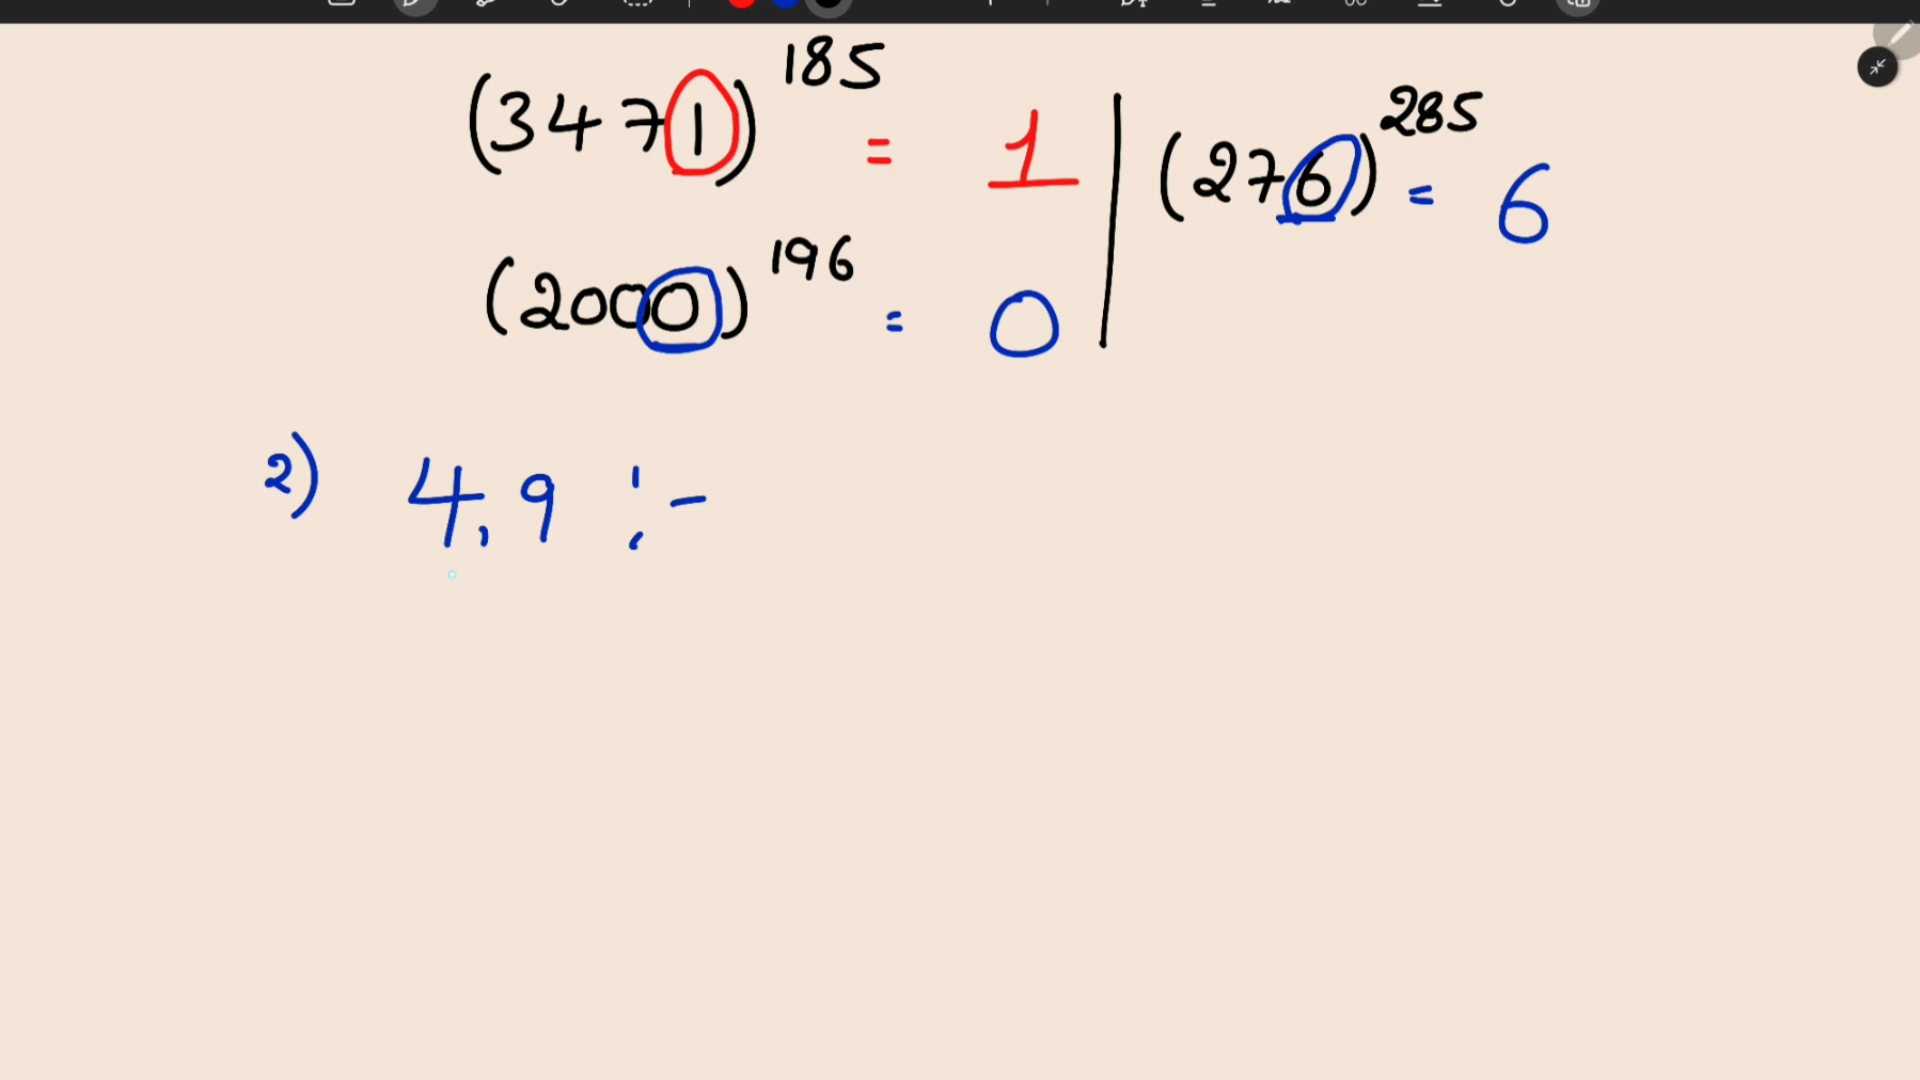 (3471)^185 = 1
(2000)^196 = 0
(276)^285 = 6
2) 4, 9 :-